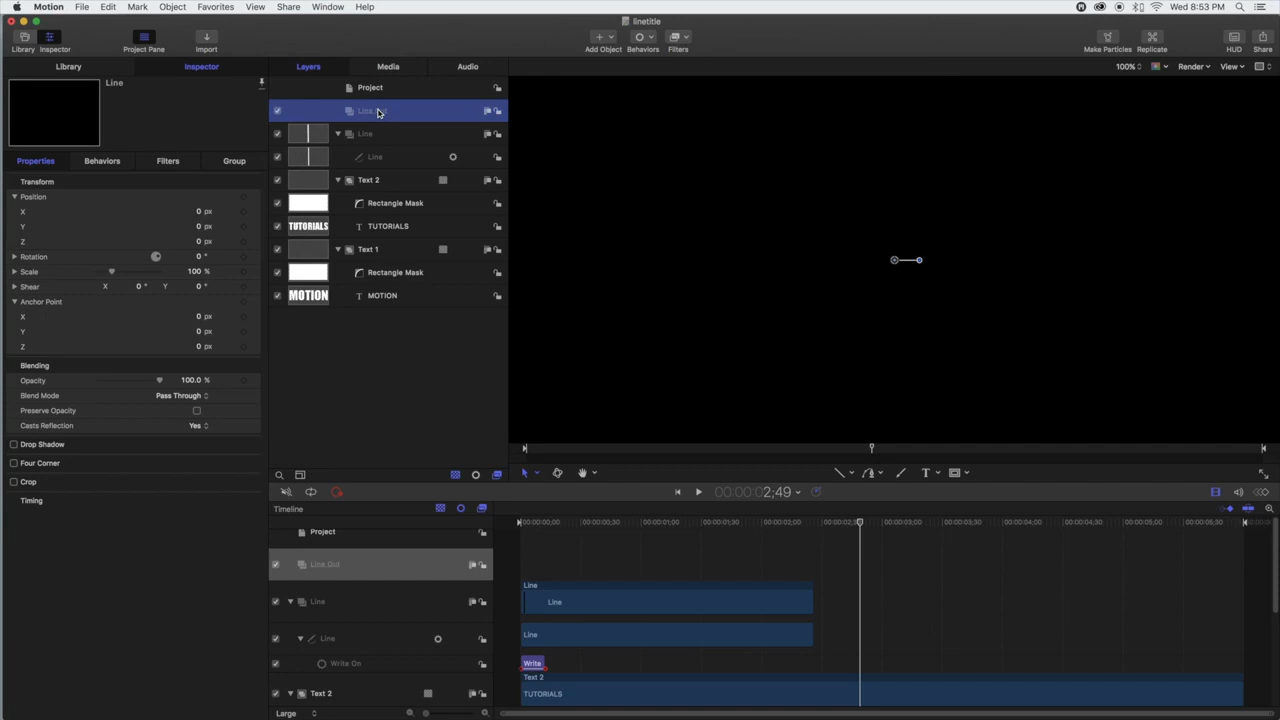 Motion File Edit Mark Object Favorites View Share Window Help Wed 8:53 PM
linetitle
Library Inspector Project Pane Import Add Object Behaviors Filters Make Particles Replicate HUD Share
Library Inspector Layers Media Audio 100% Render View
Line
Project
Line
Line
Properties Behaviors Filters Group
Text 2
Rectangle Mask
TUTORIALS TUTORIALS
Text 1
Rectangle Mask
MOTION MOTION
Transform
Position
X 0 px
Y 0 px
Z 0 px
Rotation 0 °
Scale 100 %
Shear X 0 ° Y 0 °
Anchor Point
X 0 px
Y 0 px
Z 0 px
Blending
Opacity 100.0 %
Blend Mode Pass Through
Preserve Opacity
Casts Reflection Yes
Drop Shadow
Four Corner
Crop
Timing
T
00:00:00:02;49
Timeline
00:00:00;00 00:00:00;30 00:00:01;00 00:00:01;30 00:00:02;00 00:00:03;00 00:00:03;30 00:00:04;00 00:00:04;30 00:00:05;00 00:00:05;30
Project
Line Out
Line
Line Line
Line Line
Write On Write
Text 2 Text 2
TUTORIALS
Large